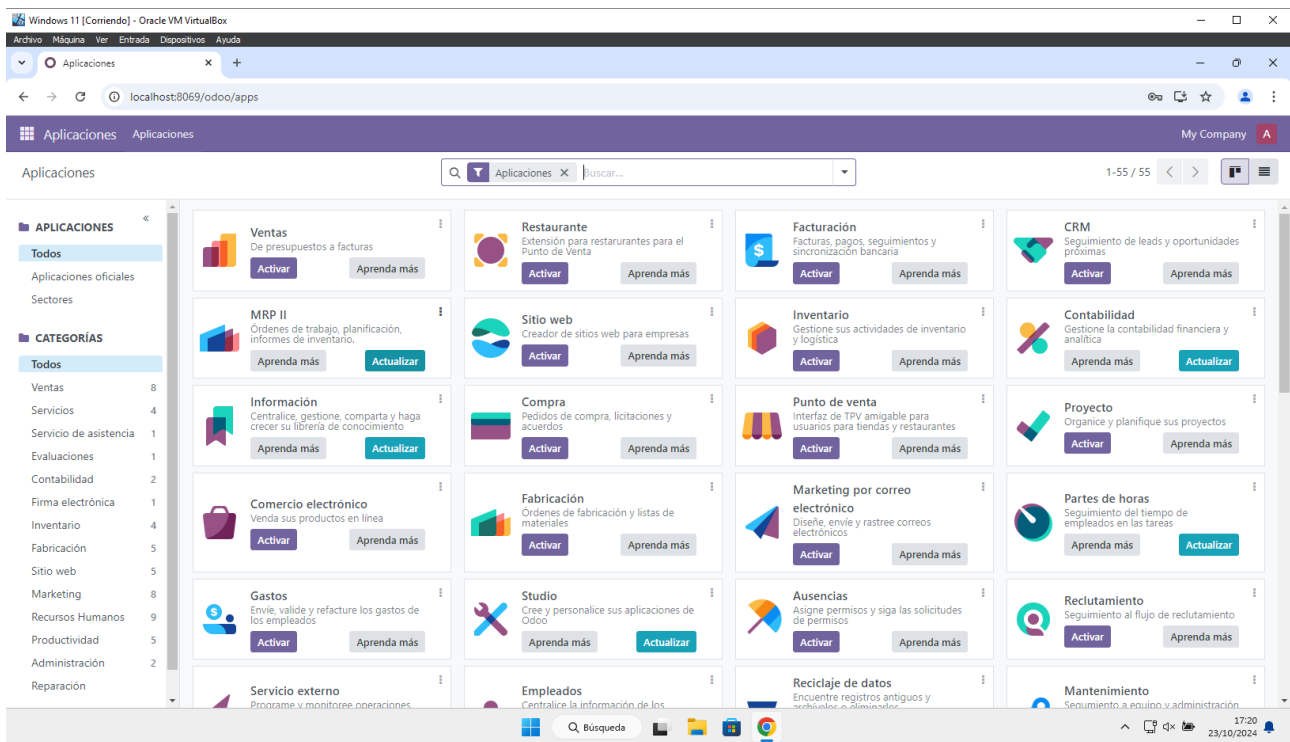 Windows 11 [Corriendo] - Oracle VM VirtualBox
Archivo Máquina Ver Entrada Dispositivos Ayuda
Aplicaciones
localhost:8069/odoo/apps
Aplicaciones Aplicaciones
My Company A
Aplicaciones
Aplicaciones
Buscar...
1-55 / 55
APLICACIONES
Todos
Aplicaciones oficiales
Sectores
CATEGORÍAS
Todos
Ventas 8
Servicios 4
Servicio de asistencia 1
Evaluaciones 1
Contabilidad 2
Firma electrónica 1
Inventario 4
Fabricación 5
Sitio web 5
Marketing 8
Recursos Humanos 9
Productividad 5
Administración 2
Reparación
Ventas
De presupuestos a facturas
Activar Aprenda más
Restaurante
Extensión para restaurantes para el
Punto de Venta
Activar Aprenda más
Facturación
Facturas, pagos, seguimientos y
sincronización bancaria
Activar Aprenda más
CRM
Seguimiento de leads y oportunidades
próximas
Activar Aprenda más
MRP II
Órdenes de trabajo, planificación,
informes de inventario.
Aprenda más Actualizar
Sitio web
Creador de sitios web para empresas
Activar Aprenda más
Inventario
Gestione sus actividades de inventario
y logística
Activar Aprenda más
Contabilidad
Gestione la contabilidad financiera y
analítica
Aprenda más Actualizar
Información
Centralice, gestione, comparta y haga
crecer su librería de conocimiento
Aprenda más Actualizar
Compra
Pedidos de compra, licitaciones y
acuerdos
Activar Aprenda más
Punto de venta
Interfaz de TPV amigable para
usuarios para tiendas y restaurantes
Activar Aprenda más
Proyecto
Organice y planifique sus proyectos
Activar Aprenda más
Comercio electrónico
Venda sus productos en línea
Activar Aprenda más
Fabricación
Órdenes de fabricación y listas de
materiales
Activar Aprenda más
Marketing por correo
electrónico
Diseñe, envíe y rastree correos
electrónicos
Activar Aprenda más
Partes de horas
Seguimiento del tiempo de
empleados en las tareas
Aprenda más Actualizar
Gastos
Envíe, valide y refacture los gastos de
los empleados
Activar Aprenda más
Studio
Cree y personalice sus aplicaciones de
Odoo
Aprenda más Actualizar
Ausencias
Asigne permisos y siga las solicitudes
de permisos
Activar Aprenda más
Reclutamiento
Seguimiento al flujo de reclutamiento
Activar Aprenda más
Servicio externo
Programe y monitoree operaciones
Empleados
Centralice la información de los
Reciclaje de datos
Encuentre registros antiguos y
archívelos o elimínelos
Mantenimiento
Seguimiento a equipo y administración
Búsqueda
17:20
23/10/2024